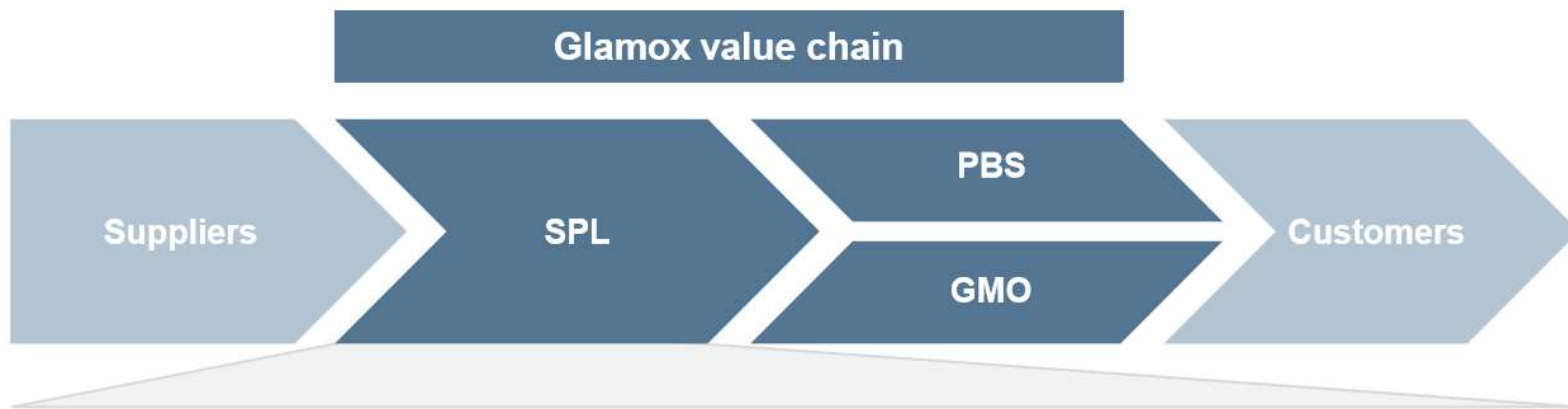 Glamox value chain
Suppliers
SPL
PBS
GMO
Customers